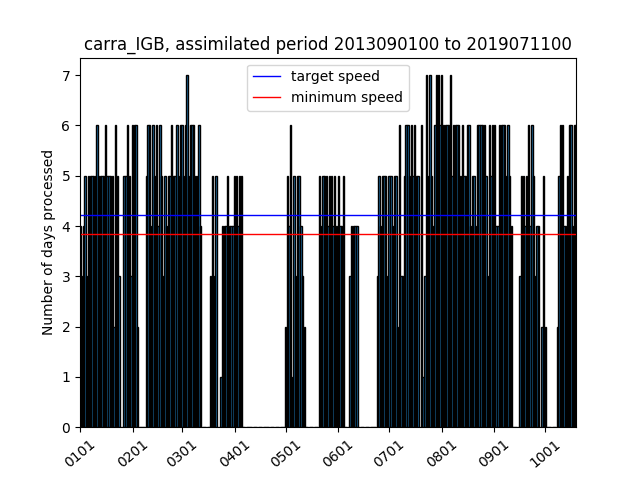 carra_IGB, assimilated period 2013090100 to 2019071100
target speed
minimum speed
Number of days processed
7
6
5
4
3
2
1
0
0101 0201 0301 0401 0501 0601 0701 0801 0901 1001